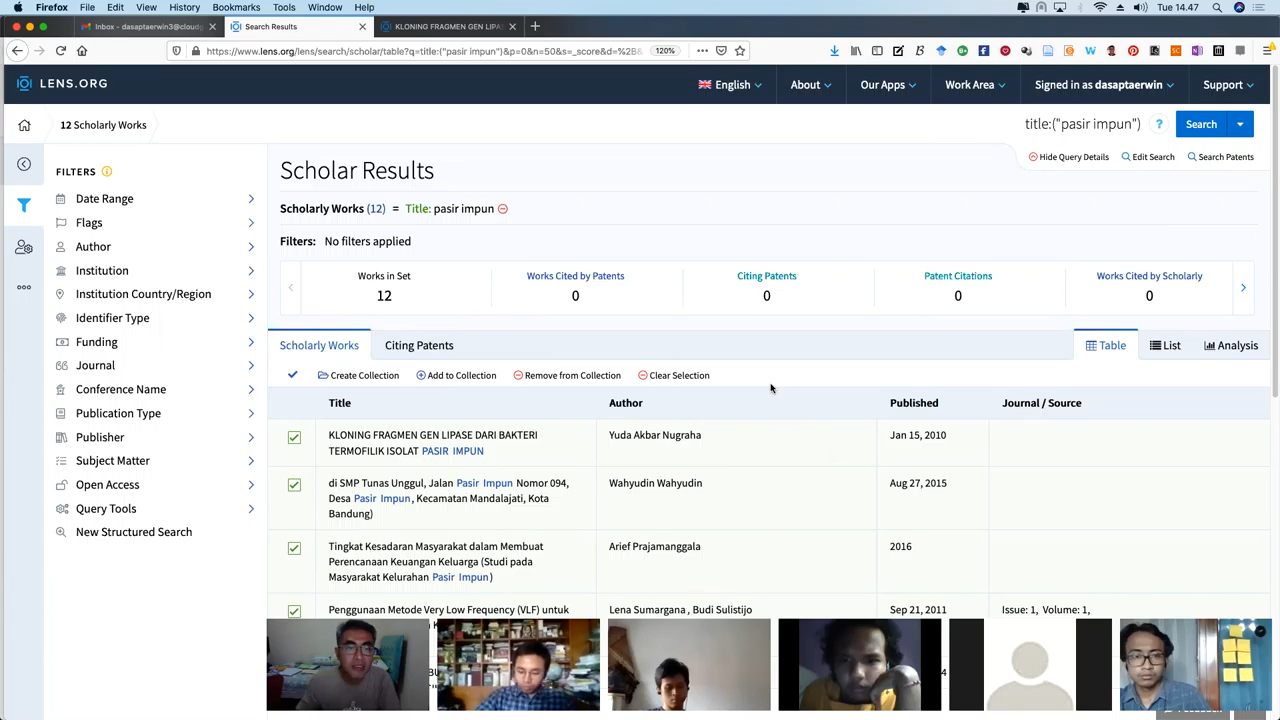 Firefox File Edit View History Bookmarks Tools Window Help
Tue 14.47
Inbox - dasaptaerwin3@cloudg
Search Results
KLONING FRAGMEN GEN LIPA
https://www.lens.org/lens/search/scholar/table?q=title:("pasir impun")&p=0&n=50&s=_score&d=%2B&
120%
LENS.ORG
English
About
Our Apps
Work Area
Signed in as dasaptaerwin
Support
12 Scholarly Works
title:("pasir impun")
?
Search
Hide Query Details
Edit Search
Search Patents
FILTERS
Date Range
Flags
Author
Institution
Institution Country/Region
Identifier Type
Funding
Journal
Conference Name
Publication Type
Publisher
Subject Matter
Open Access
Query Tools
New Structured Search
Scholar Results
Scholarly Works (12) = Title: pasir impun
Filters: No filters applied
Works in Set
12
Works Cited by Patents
0
Citing Patents
0
Patent Citations
0
Works Cited by Scholarly
0
Scholarly Works
Citing Patents
Table
List
Analysis
Create Collection
Add to Collection
Remove from Collection
Clear Selection
Title Author Published Journal / Source
KLONING FRAGMEN GEN LIPASE DARI BAKTERI
TERMOFILIK ISOLAT PASIR IMPUN
Yuda Akbar Nugraha
Jan 15, 2010
di SMP Tunas Unggul, Jalan Pasir Impun Nomor 094,
Desa Pasir Impun, Kecamatan Mandalajati, Kota
Bandung)
Wahyudin Wahyudin
Aug 27, 2015
Tingkat Kesadaran Masyarakat dalam Membuat
Perencanaan Keuangan Keluarga (Studi pada
Masyarakat Kelurahan Pasir Impun)
Arief Prajamanggala
2016
Penggunaan Metode Very Low Frequency (VLF) untuk
Lena Sumargana , Budi Sulistijo
Sep 21, 2011
Issue: 1, Volume: 1,